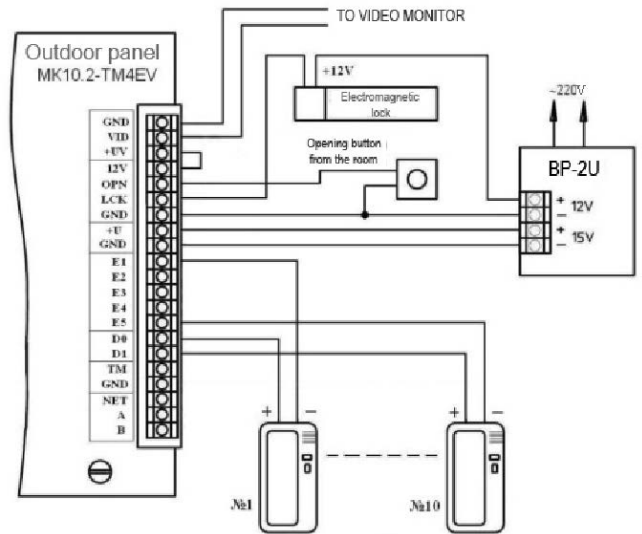 TO VIDEO MONITOR
Outdoor panel
MK10.2-TM4EV
+12V
Electromagnetic
lock
~220V
Opening button
from the room
BP-2U
GND
VID
+UV
12V
OPN
LCK
GND
+U
GND
E1
E2
E3
E4
E5
D0
D1
TM
GND
NET
A
B
+ 12V
−
+ 15V
−
+ −
+ −
№1
№10